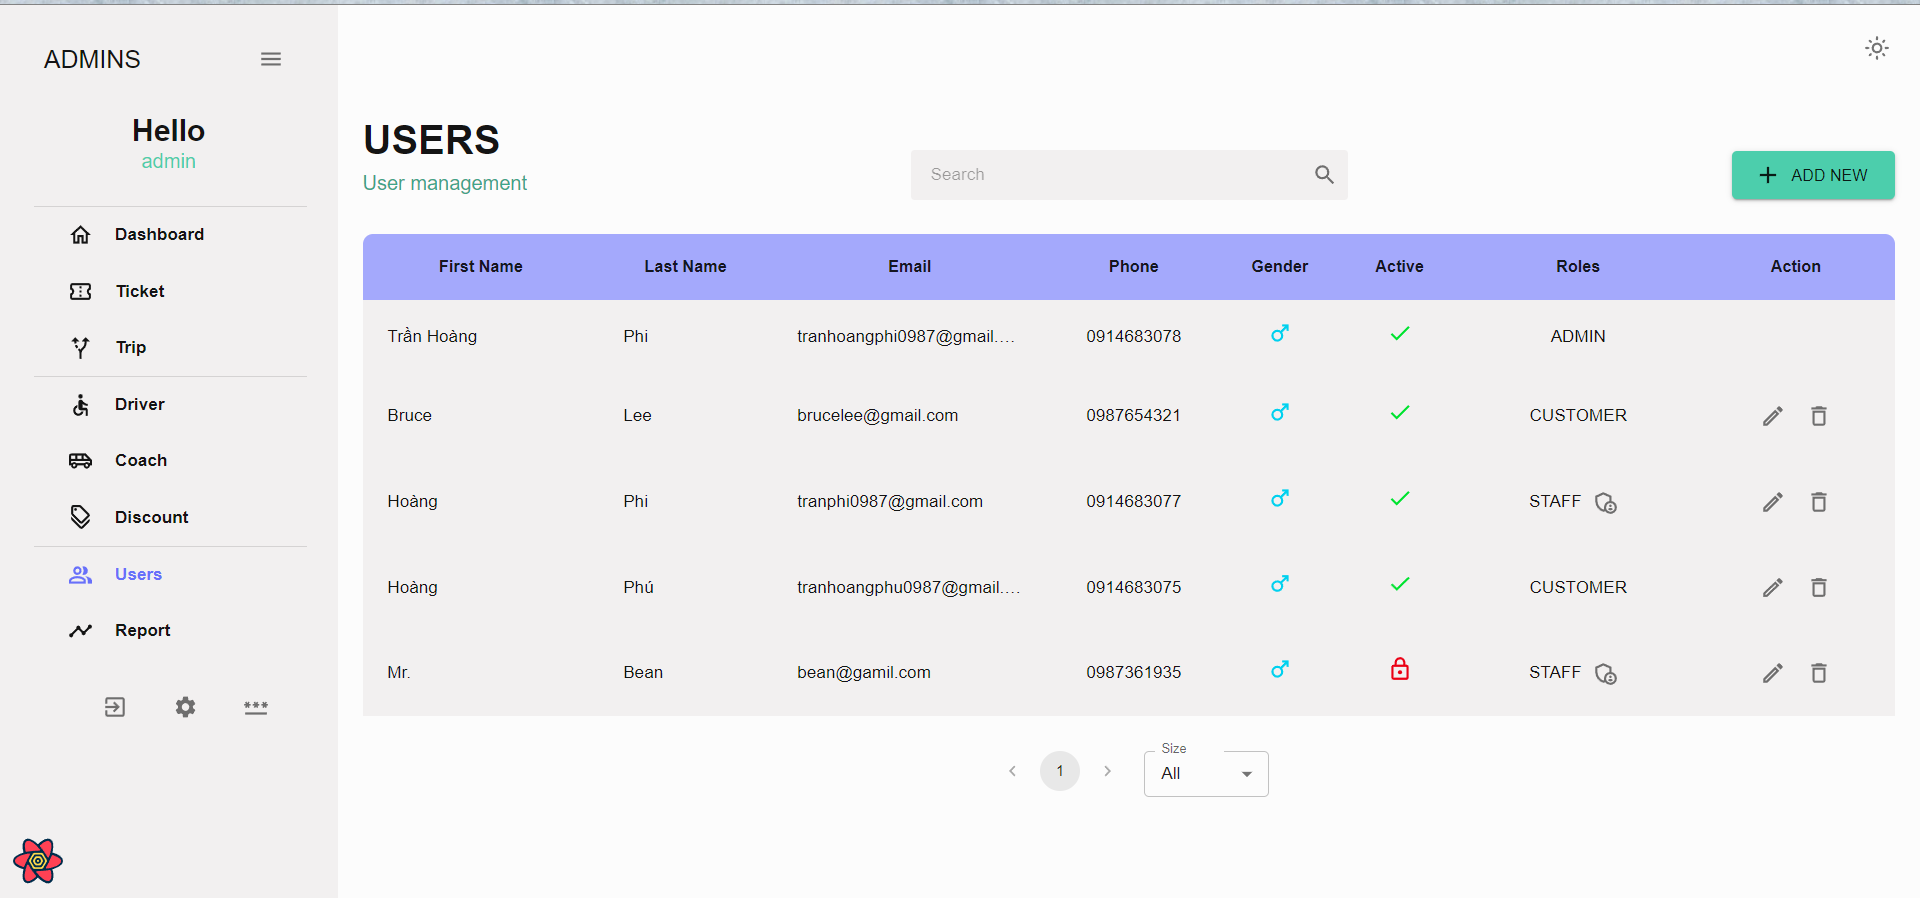 ADMINS
Hello
admin
Dashboard
Ticket
Trip
Driver
Coach
Discount
Users
Report
***
USERS
User management
Search
ADD NEW
First Name Last Name Email Phone Gender Active Roles Action
Trần Hoàng Phi tranhoangphi0987@gmail.... 0914683078 ADMIN
Bruce Lee brucelee@gmail.com 0987654321 CUSTOMER
Hoàng Phi tranphi0987@gmail.com 0914683077 STAFF
Hoàng Phú tranhoangphu0987@gmail.... 0914683075 CUSTOMER
Mr. Bean bean@gamil.com 0987361935 STAFF
1
Size
All